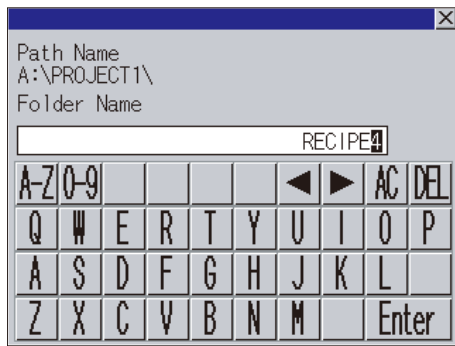 Path Name
A:\PROJECT1\
Folder Name
RECIPE4
A-Z 0-9 ◀ ▶ AC DEL
Q W E R T Y U I O P
A S D F G H J K L
Z X C V B N M Enter